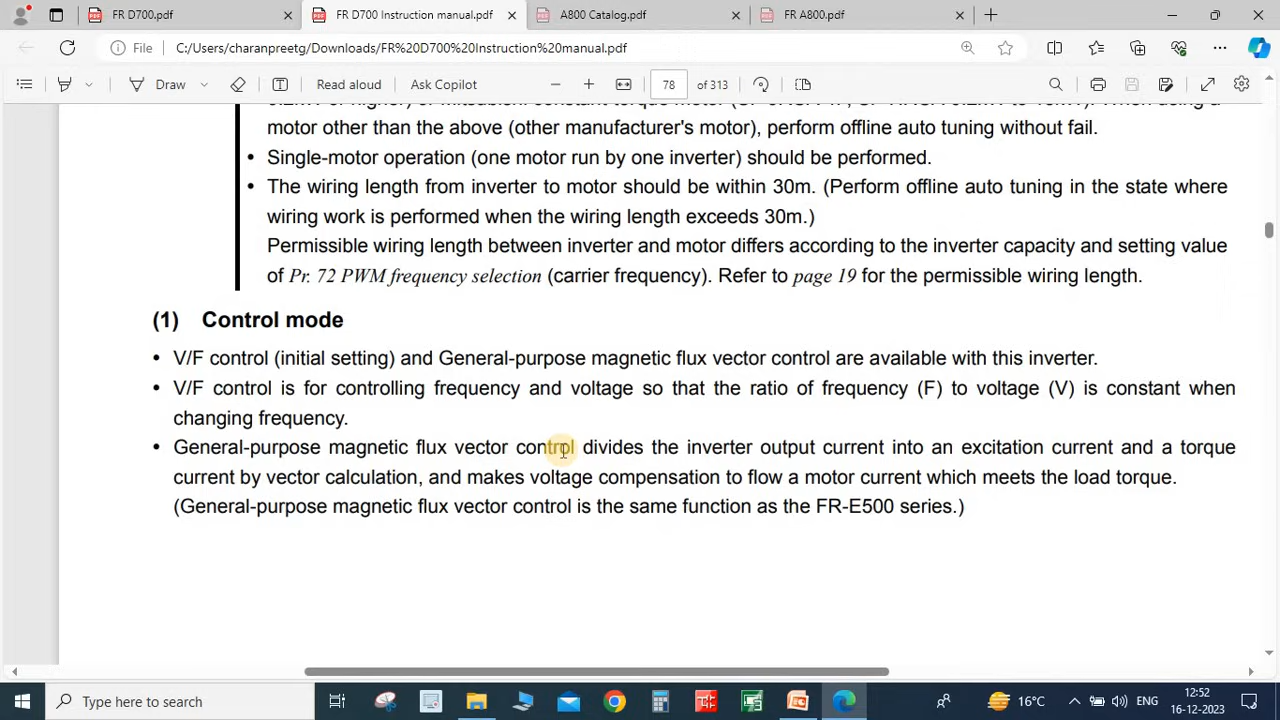 FR D700.pdf
FR D700 Instruction manual.pdf
A800 Catalog.pdf
FR A800.pdf
File
C:/Users/charanpreetg/Downloads/FR%20D700%20Instruction%20manual.pdf
Draw
Read aloud
Ask Copilot
78 of 313
motor other than the above (other manufacturer's motor), perform offline auto tuning without fail.
• Single-motor operation (one motor run by one inverter) should be performed.
• The wiring length from inverter to motor should be within 30m. (Perform offline auto tuning in the state where
wiring work is performed when the wiring length exceeds 30m.)
Permissible wiring length between inverter and motor differs according to the inverter capacity and setting value
of Pr. 72 PWM frequency selection (carrier frequency). Refer to page 19 for the permissible wiring length.
(1) Control mode
• V/F control (initial setting) and General-purpose magnetic flux vector control are available with this inverter.
• V/F control is for controlling frequency and voltage so that the ratio of frequency (F) to voltage (V) is constant when
changing frequency.
• General-purpose magnetic flux vector control divides the inverter output current into an excitation current and a torque
current by vector calculation, and makes voltage compensation to flow a motor current which meets the load torque.
(General-purpose magnetic flux vector control is the same function as the FR-E500 series.)
Type here to search
16°C
ENG
12:52
16-12-2023